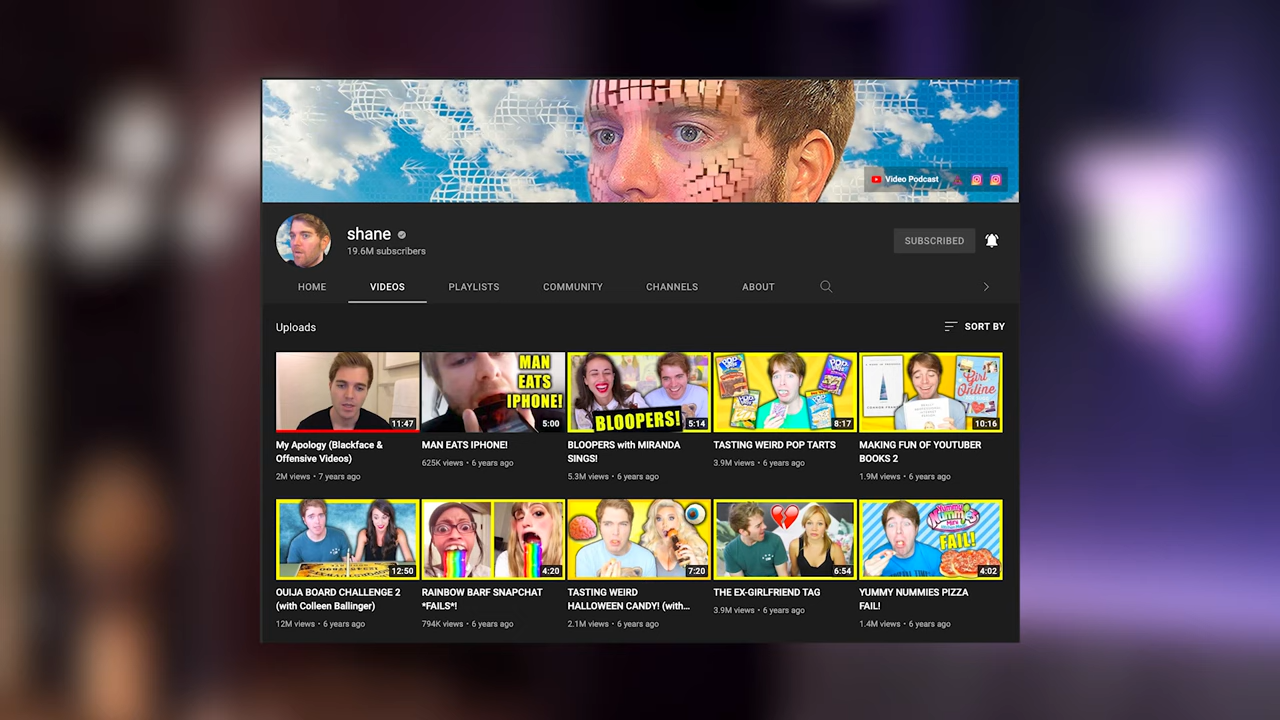 Video Podcast
shane
19.6M subscribers
SUBSCRIBED
HOME
VIDEOS
PLAYLISTS
COMMUNITY
CHANNELS
ABOUT
Uploads
SORT BY
11:47
My Apology (Blackface &
Offensive Videos)
2M views • 7 years ago
MAN
EATS
IPHONE!
5:00
MAN EATS IPHONE!
625K views • 6 years ago
BLOOPERS!
5:14
BLOOPERS with MIRANDA
SINGS!
5.3M views • 6 years ago
8:17
TASTING WEIRD POP TARTS
3.9M views • 6 years ago
Girl
Online
10:16
MAKING FUN OF YOUTUBER
BOOKS 2
1.9M views • 6 years ago
12:50
OUIJA BOARD CHALLENGE 2
(with Colleen Ballinger)
12M views • 6 years ago
4:20
RAINBOW BARF SNAPCHAT
*FAILS*!
794K views • 6 years ago
7:20
TASTING WEIRD
HALLOWEEN CANDY! (with...
2.1M views • 6 years ago
6:54
THE EX-GIRLFRIEND TAG
3.9M views • 6 years ago
FAIL!
4:02
YUMMY NUMMIES PIZZA
FAIL!
1.4M views • 6 years ago